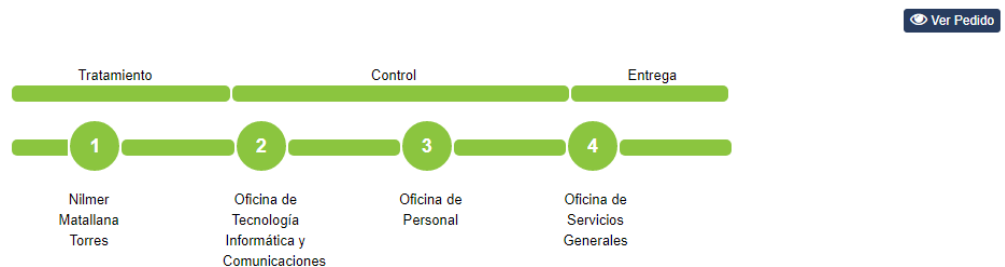 Ver Pedido
Tratamiento
Control
Entrega
1
2
3
4
Nilmer
Matallana
Torres
Oficina de
Tecnología
Informática y
Comunicaciones
Oficina de
Personal
Oficina de
Servicios
Generales